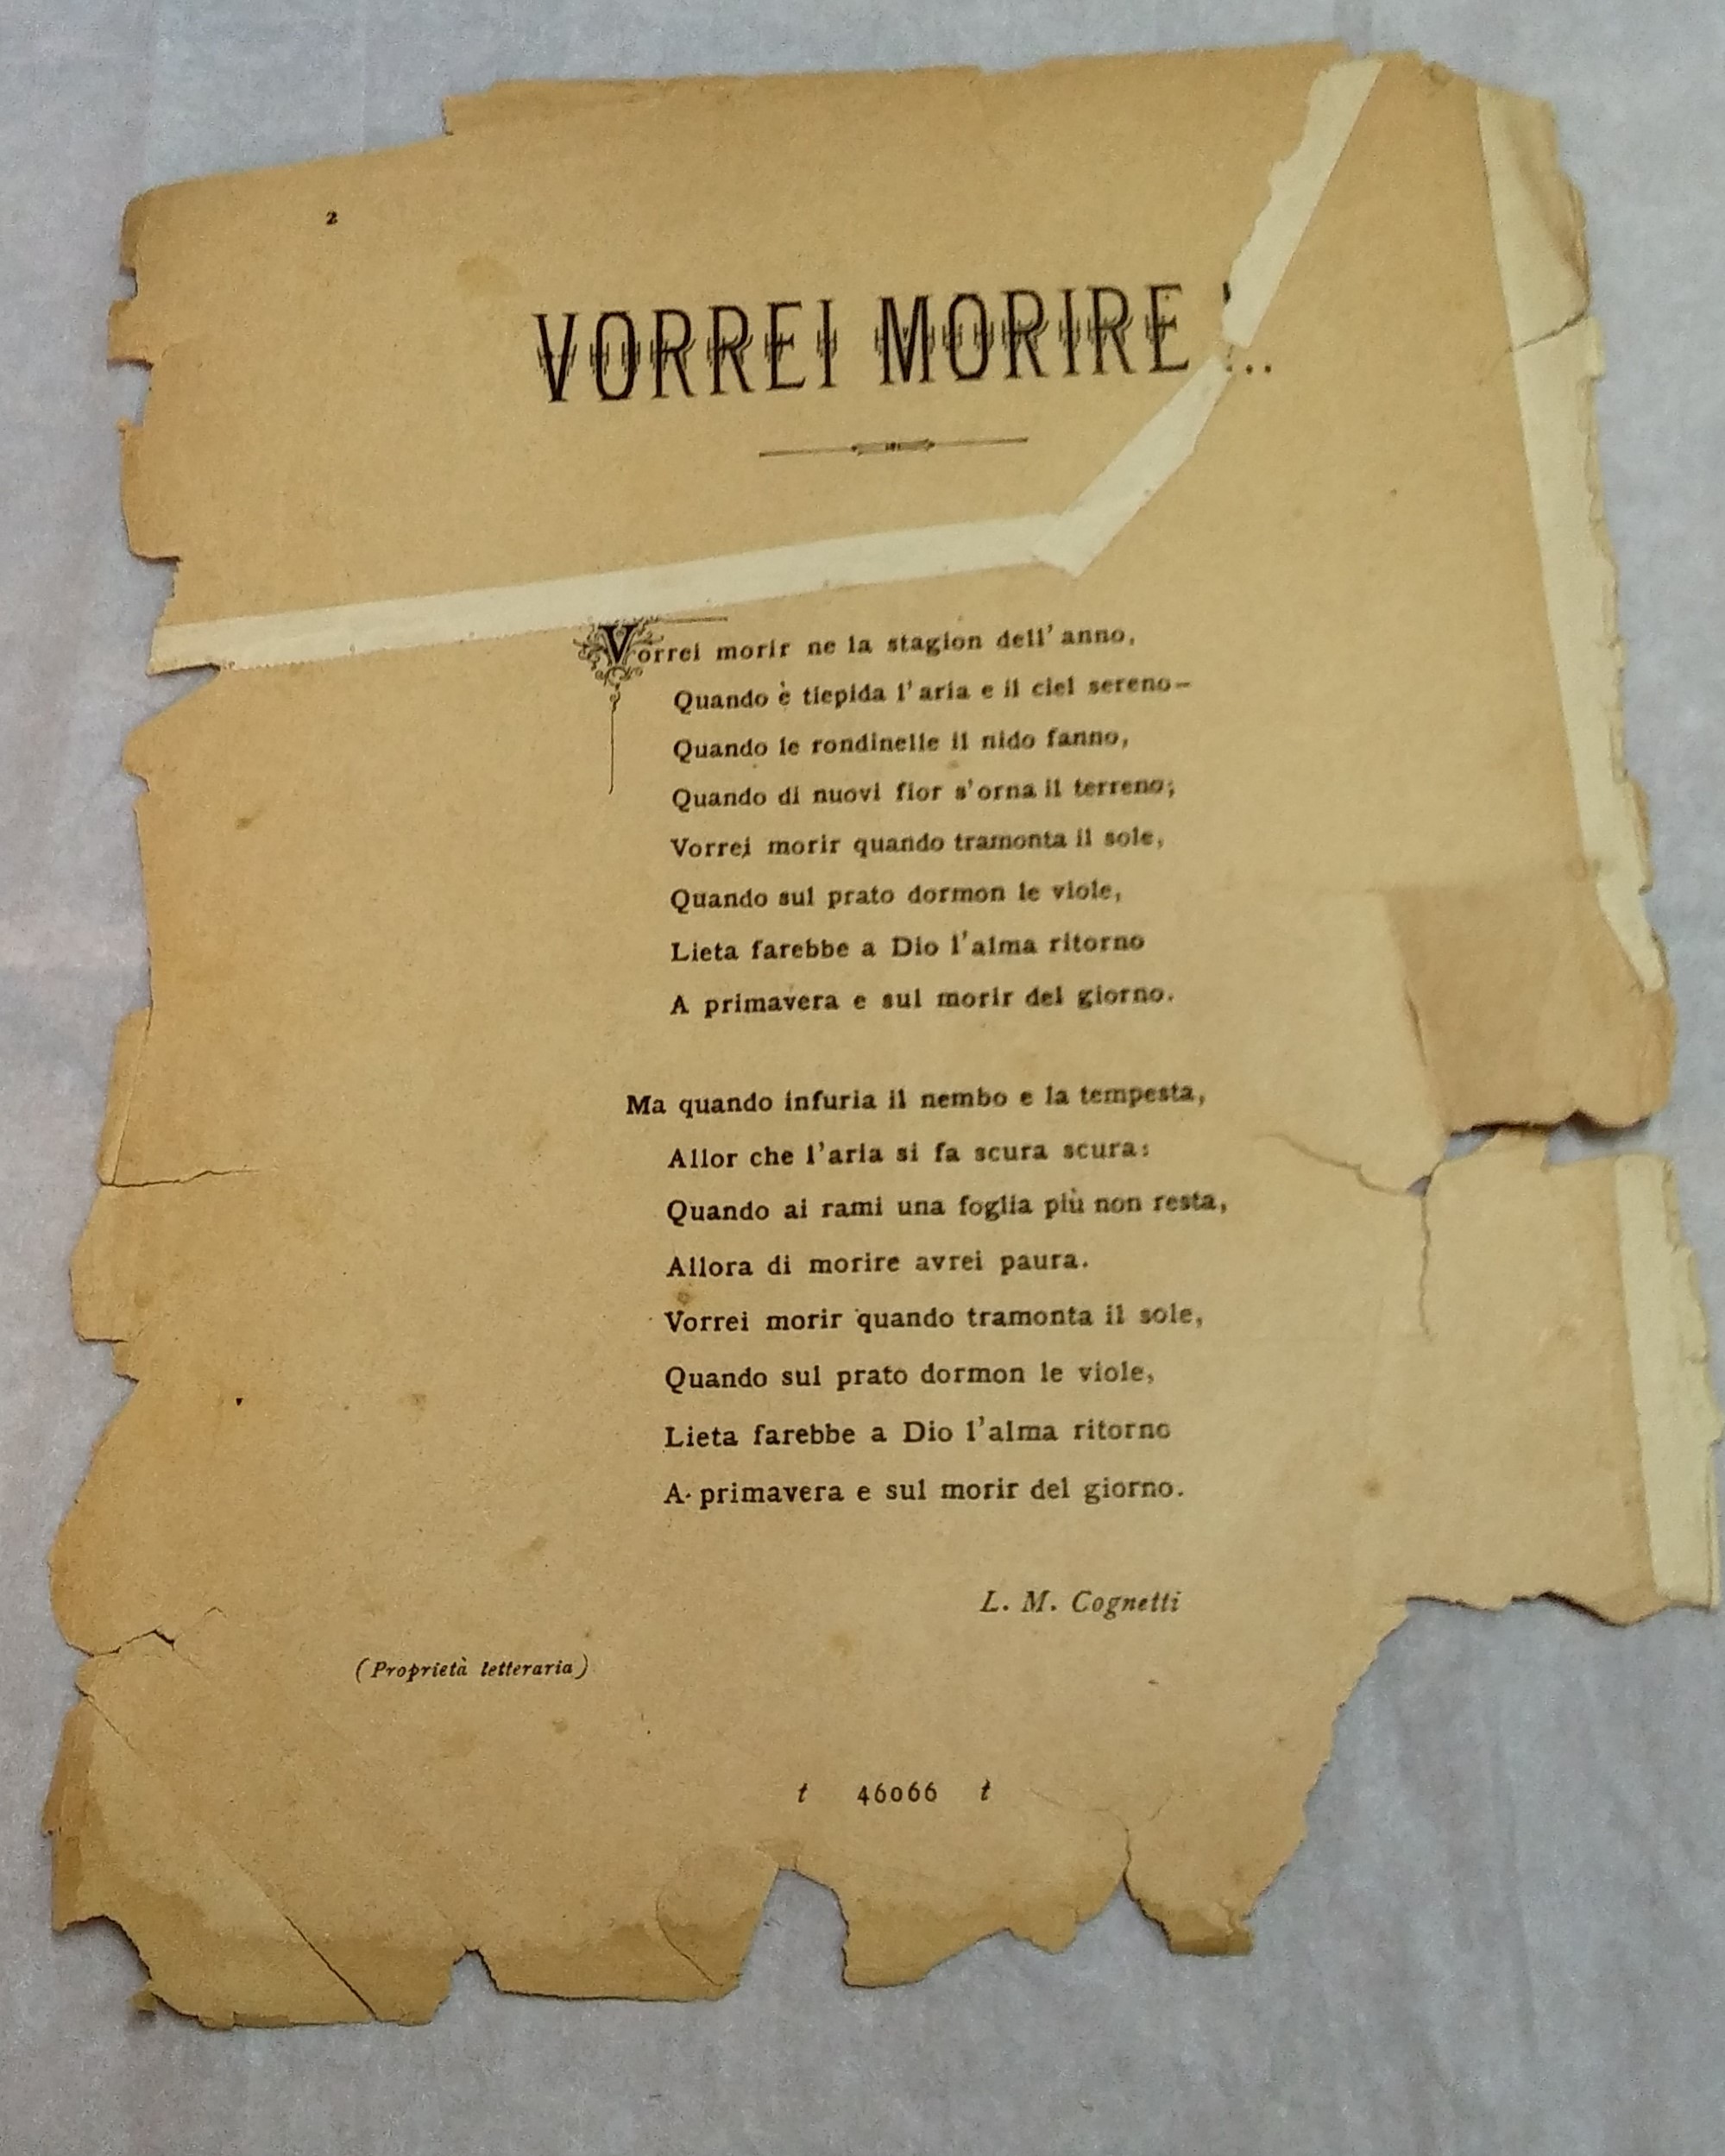 2
VORREI MORIRE !..
Vorrei morir ne la stagion dell' anno,
Quando è tiepida l' aria e il ciel sereno—
Quando le rondinelle il nido fanno,
Quando di nuovi fior s'orna il terreno;
Vorrei morir quando tramonta il sole,
Quando sul prato dormon le viole,
Lieta farebbe a Dio l'alma ritorno
A primavera e sul morir del giorno.
Ma quando infuria il nembo e la tempesta,
Allor che l'aria si fa scura scura:
Quando ai rami una foglia più non resta,
Allora di morire avrei paura.
Vorrei morir quando tramonta il sole,
Quando sul prato dormon le viole,
Lieta farebbe a Dio l'alma ritorno
A primavera e sul morir del giorno.
L. M. Cognetti
(Proprietà letteraria)
t 46066 t